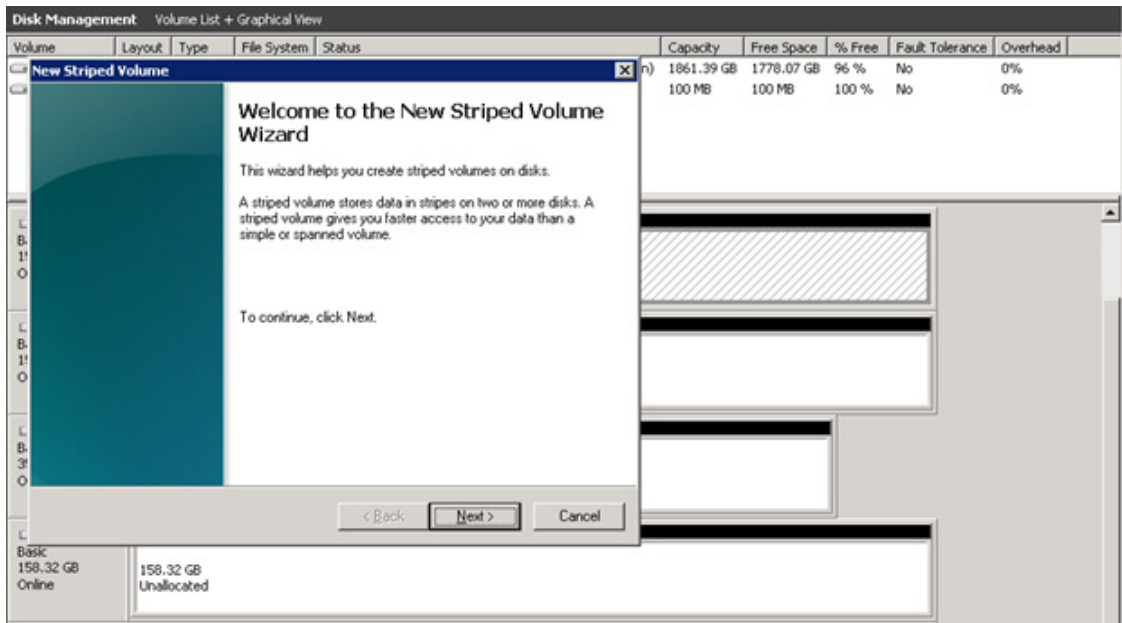 Disk Management Volume List + Graphical View
Volume Layout Type File System Status Capacity Free Space % Free Fault Tolerance Overhead
New Striped Volume
n) 1861.39 GB 1778.07 GB 96 % No 0%
100 MB 100 MB 100 % No 0%
Welcome to the New Striped Volume
Wizard
This wizard helps you create striped volumes on disks.
A striped volume stores data in stripes on two or more disks. A
striped volume gives you faster access to your data than a
simple or spanned volume.
To continue, click Next.
< Back Next > Cancel
Basic
158.32 GB
Online
158.32 GB
Unallocated